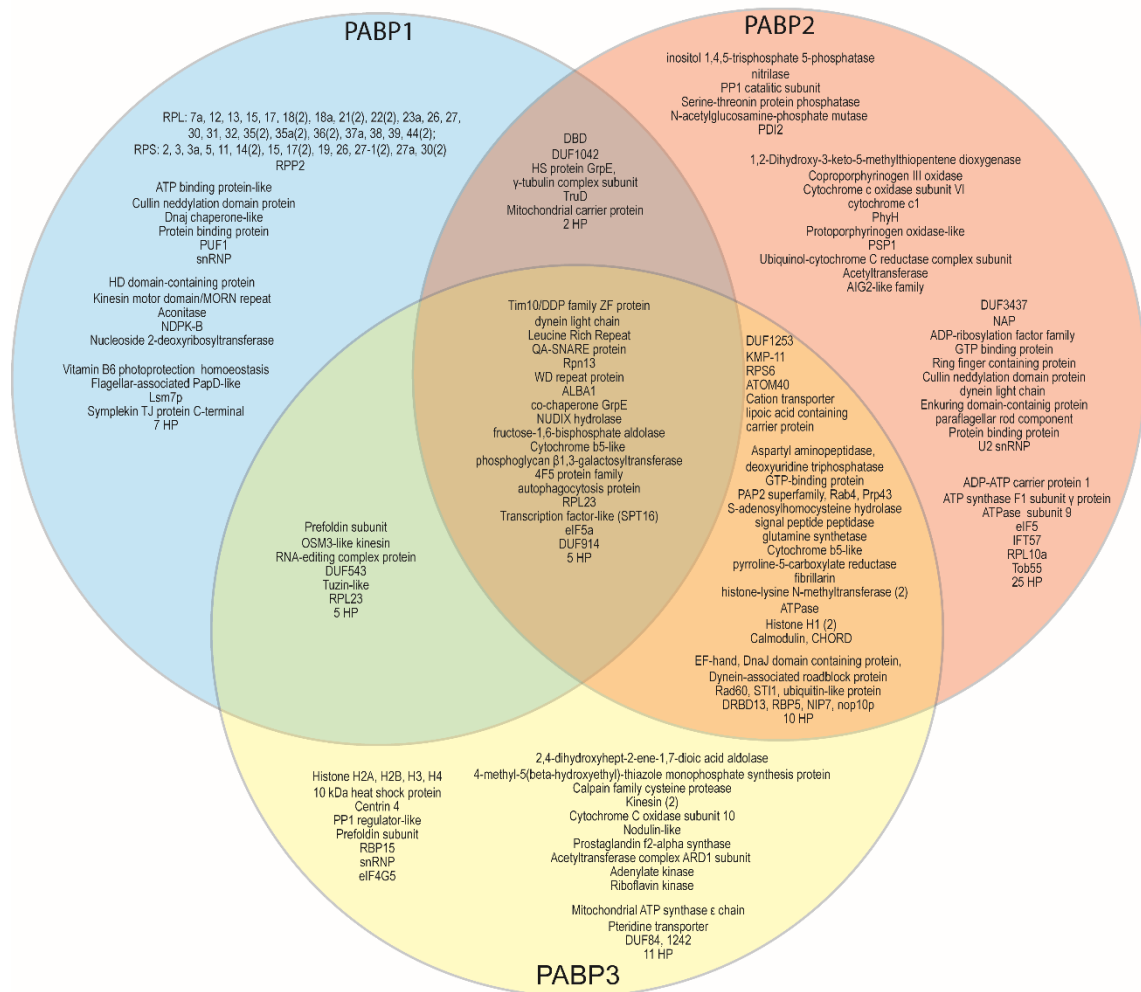 PABP1
RPL: 7a, 12, 13, 15, 17, 18(2), 18a, 21(2), 22(2), 23a, 26, 27,
30, 31, 32, 35(2), 35a(2), 36(2), 37a, 38, 39, 44(2);
RPS: 2, 3, 3a, 5, 11, 14(2), 15, 17(2), 19, 26, 27-1(2), 27a, 30(2)
RPP2
ATP binding protein-like
Cullin neddylation domain protein
Dnaj chaperone-like
Protein binding protein
PUF1
snRNP
HD domain-containing protein
Kinesin motor domain/MORN repeat
Aconitase
NDPK-B
Nucleoside 2-deoxyribosyltransferase
Vitamin B6 photoprotection homoeostasis
Flagellar-associated PapD-like
Lsm7p
Symplekin TJ protein C-terminal
7 HP
DBD
DUF1042
HS protein GrpE,
γ-tubulin complex subunit
TruD
Mitochondrial carrier protein
2 HP
PABP2
inositol 1,4,5-trisphosphate 5-phosphatase
nitrilase
PP1 catalitic subunit
Serine-threonin protein phosphatase
N-acetylglucosamine-phosphate mutase
PDI2
1,2-Dihydroxy-3-keto-5-methylthiopentene dioxygenase
Coproporphyrinogen III oxidase
Cytochrome c oxidase subunit VI
cytochrome c1
PhyH
Protoporphyrinogen oxidase-like
PSP1
Ubiquinol-cytochrome C reductase complex subunit
Acetyltransferase
AIG2-like family
DUF3437
NAP
ADP-ribosylation factor family
GTP binding protein
Ring finger containing protein
Cullin neddylation domain protein
dynein light chain
Enkuring domain-containig protein
paraflagellar rod component
Protein binding protein
U2 snRNP
ADP-ATP carrier protein 1
ATP synthase F1 subunit γ protein
ATPase subunit 9
eIF5
IFT57
RPL10a
Tob55
25 HP
Tim10/DDP family ZF protein
dynein light chain
Leucine Rich Repeat
QA-SNARE protein
Rpn13
WD repeat protein
ALBA1
co-chaperone GrpE
NUDIX hydrolase
fructose-1,6-bisphosphate aldolase
Cytochrome b5-like
phosphoglycan β1,3-galactosyltransferase
4F5 protein family
autophagocytosis protein
RPL23
Transcription factor-like (SPT16)
eIF5a
DUF914
5 HP
DUF1253
KMP-11
RPS6
ATOM40
Cation transporter
lipoic acid containing
carrier protein
Aspartyl aminopeptidase,
deoxyuridine triphosphatase
GTP-binding protein
PAP2 superfamily, Rab4, Prp43
S-adenosylhomocysteine hydrolase
signal peptide peptidase
glutamine synthetase
Cytochrome b5-like
pyrroline-5-carboxylate reductase
fibrillarin
histone-lysine N-methyltransferase (2)
ATPase
Histone H1 (2)
Calmodulin, CHORD
EF-hand, DnaJ domain containing protein,
Dynein-associated roadblock protein
Rad60, STI1, ubiquitin-like protein
DRBD13, RBP5, NIP7, nop10p
10 HP
Prefoldin subunit
OSM3-like kinesin
RNA-editing complex protein
DUF543
Tuzin-like
RPL23
5 HP
Histone H2A, H2B, H3, H4
10 kDa heat shock protein
Centrin 4
PP1 regulator-like
Prefoldin subunit
RBP15
snRNP
eIF4G5
2,4-dihydroxyhept-2-ene-1,7-dioic acid aldolase
4-methyl-5(beta-hydroxyethyl)-thiazole monophosphate synthesis protein
Calpain family cysteine protease
Kinesin (2)
Cytochrome C oxidase subunit 10
Nodulin-like
Prostaglandin f2-alpha synthase
Acetyltransferase complex ARD1 subunit
Adenylate kinase
Riboflavin kinase
Mitochondrial ATP synthase ε chain
Pteridine transporter
DUF84, 1242
11 HP
PABP3